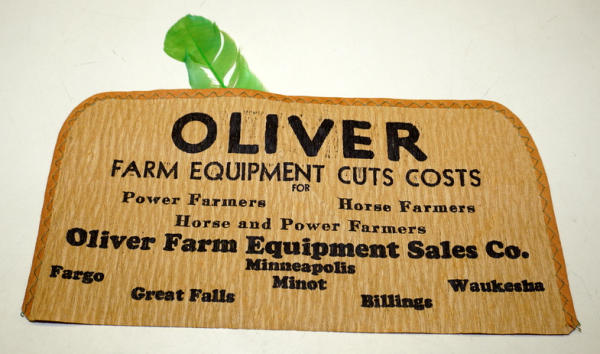 OLIVER
FARM EQUIPMENT CUTS COSTS
FOR
Power Farmers Horse Farmers
Horse and Power Farmers
Oliver Farm Equipment Sales Co.
Minneapolis
Fargo Minot Waukesha
Great Falls Billings